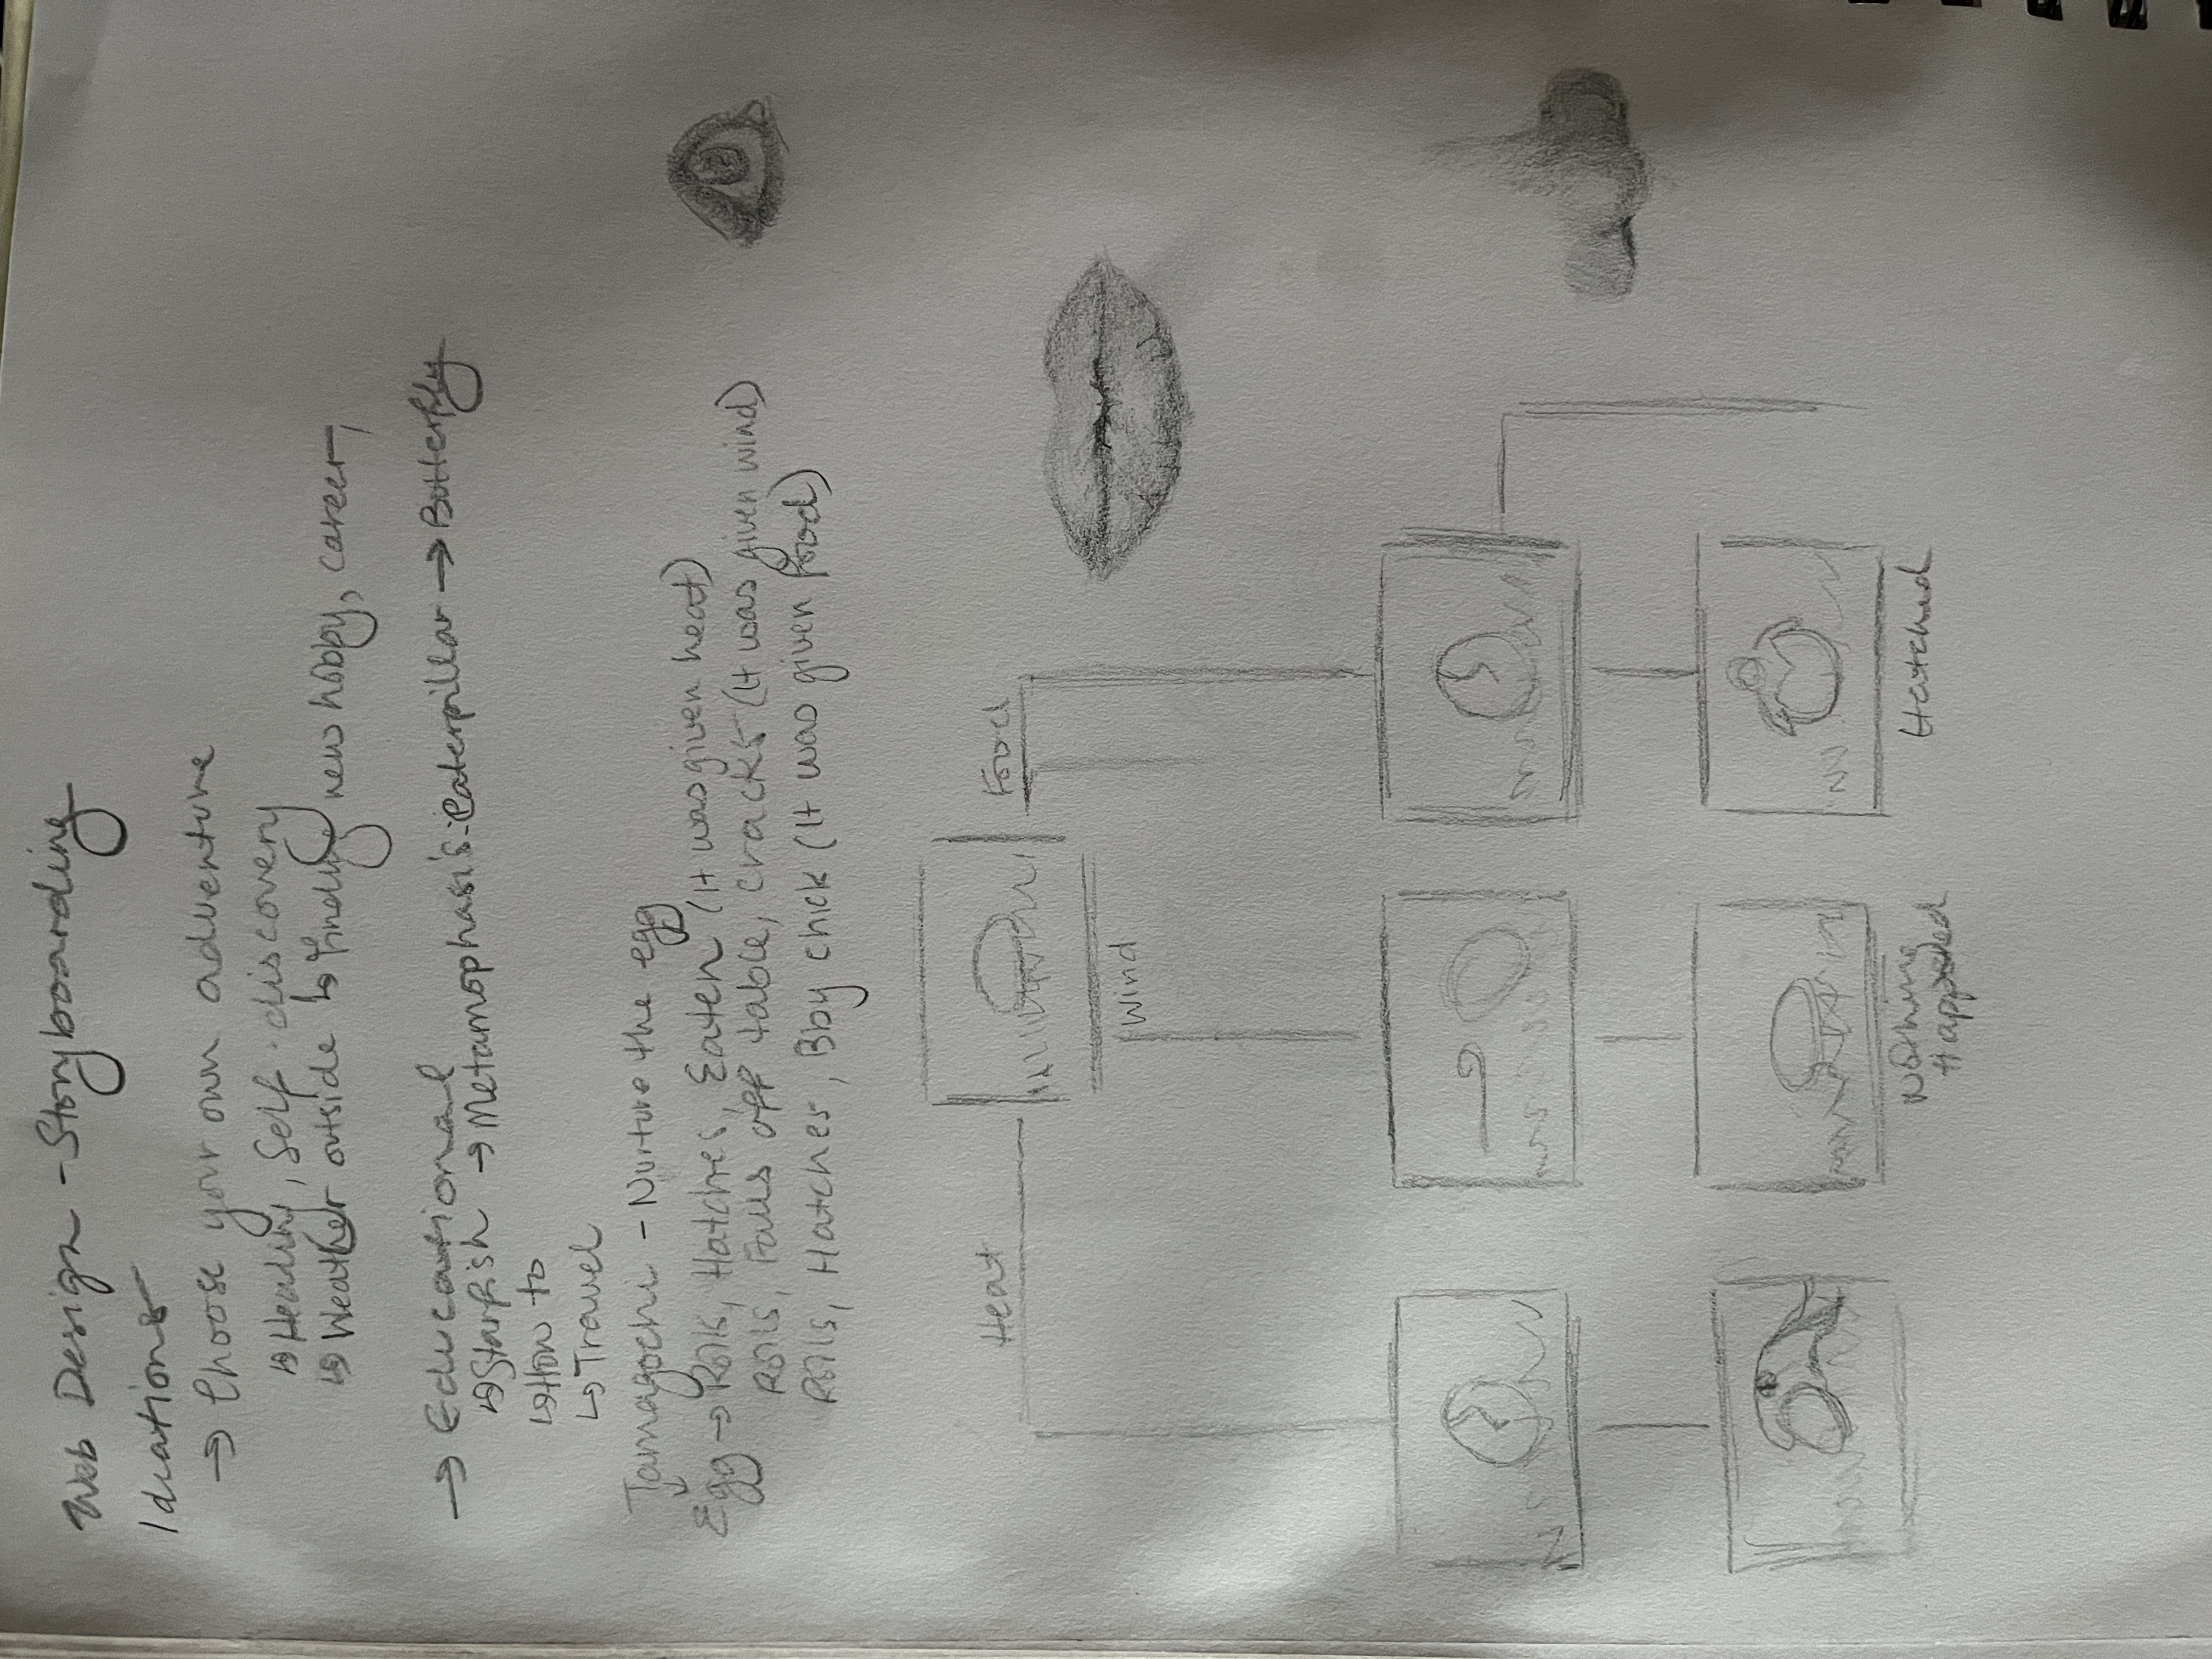 Web Design - Storyboarding
Ideations
→ Choose your own adventure
↳ Healing, Self-discovery
↳ Weather outside ↳ Finding new hobby, career,
→ Educational
↳ Starfish → Metamophasis: Caterpillar → Butterfly
↳ How to
↳ Travel
Tamagochi - Nurture the egg
Egg → Rolls, Hatches, Eaten (It was given heat)
Rolls, Falls off table, cracks (It was given wind)
Rolls, Hatches, Bby chick (It was given food)
Heat
Food
Wind
Nothing
Happened
Hatched